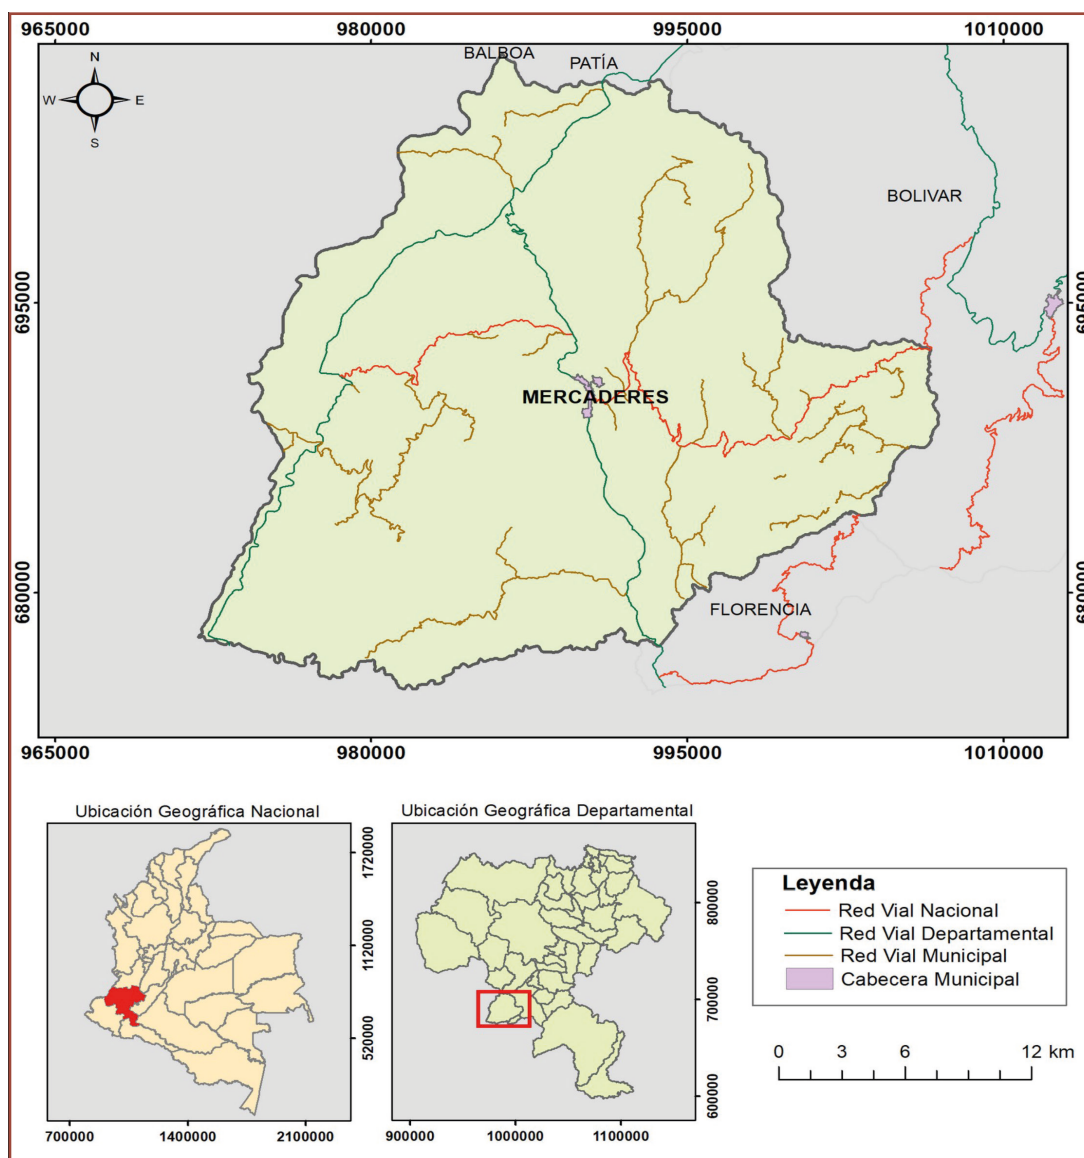 965000 980000 995000 1010000
BALBOA
PATÍA
N
W E
S
BOLIVAR
695000 695000
MERCADERES
680000 680000
FLORENCIA
965000 980000 995000 1010000
Ubicación Geográfica Nacional
1720000
1120000
520000
700000 1400000 2100000
Ubicación Geográfica Departamental
800000
700000
600000
900000 1000000 1100000
Leyenda
Red Vial Nacional
Red Vial Departamental
Red Vial Municipal
Cabecera Municipal
0 3 6 12 km